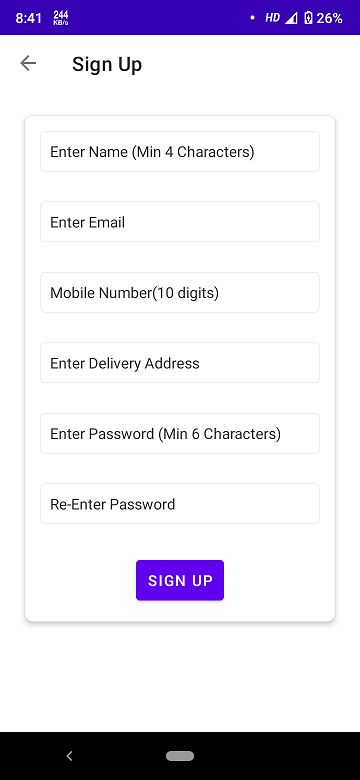 8:41 244 KB/s HD 26%
Sign Up
Enter Name (Min 4 Characters)
Enter Email
Mobile Number(10 digits)
Enter Delivery Address
Enter Password (Min 6 Characters)
Re-Enter Password
SIGN UP